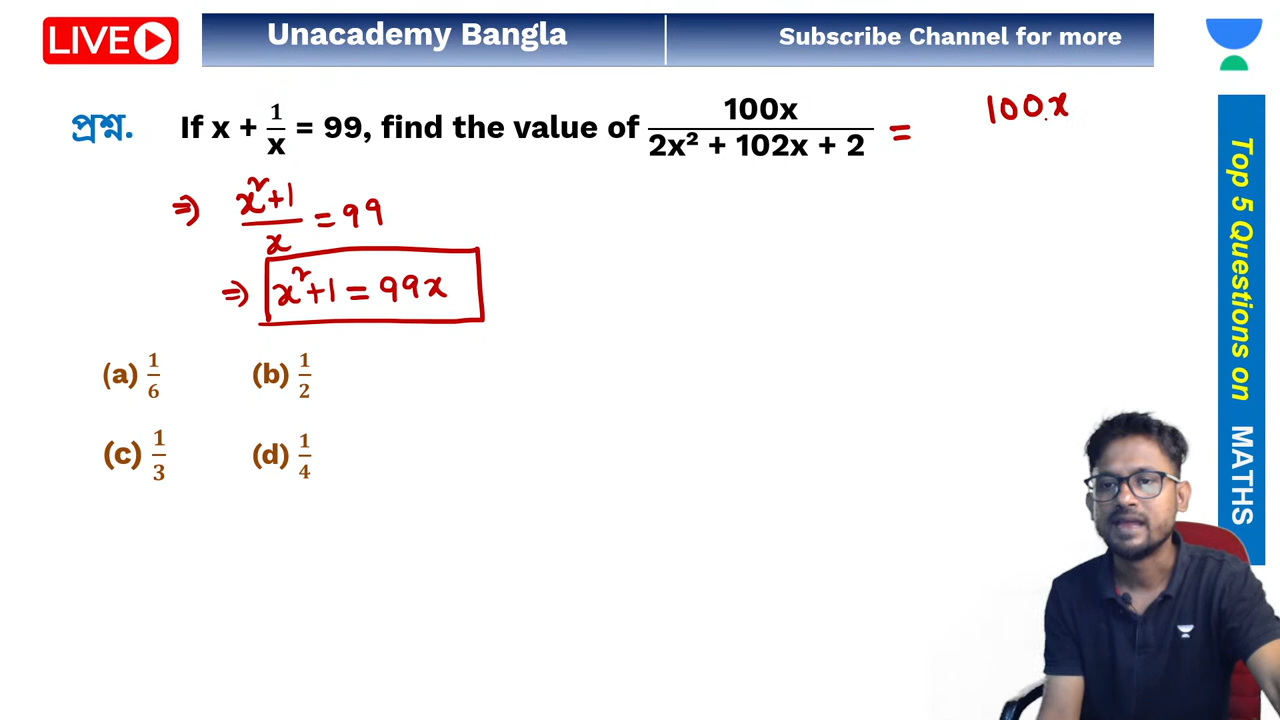 LIVE
Unacademy Bangla
Subscribe Channel for more
প্রশ্ন. If x + 1/x = 99, find the value of 100x / 2x² + 102x + 2 = 100x
⇒ x²+1 / x = 99
⇒ x²+1 = 99x
(a) 1/6 (b) 1/2
(c) 1/3 (d) 1/4
Top 5 Questions on MATHS